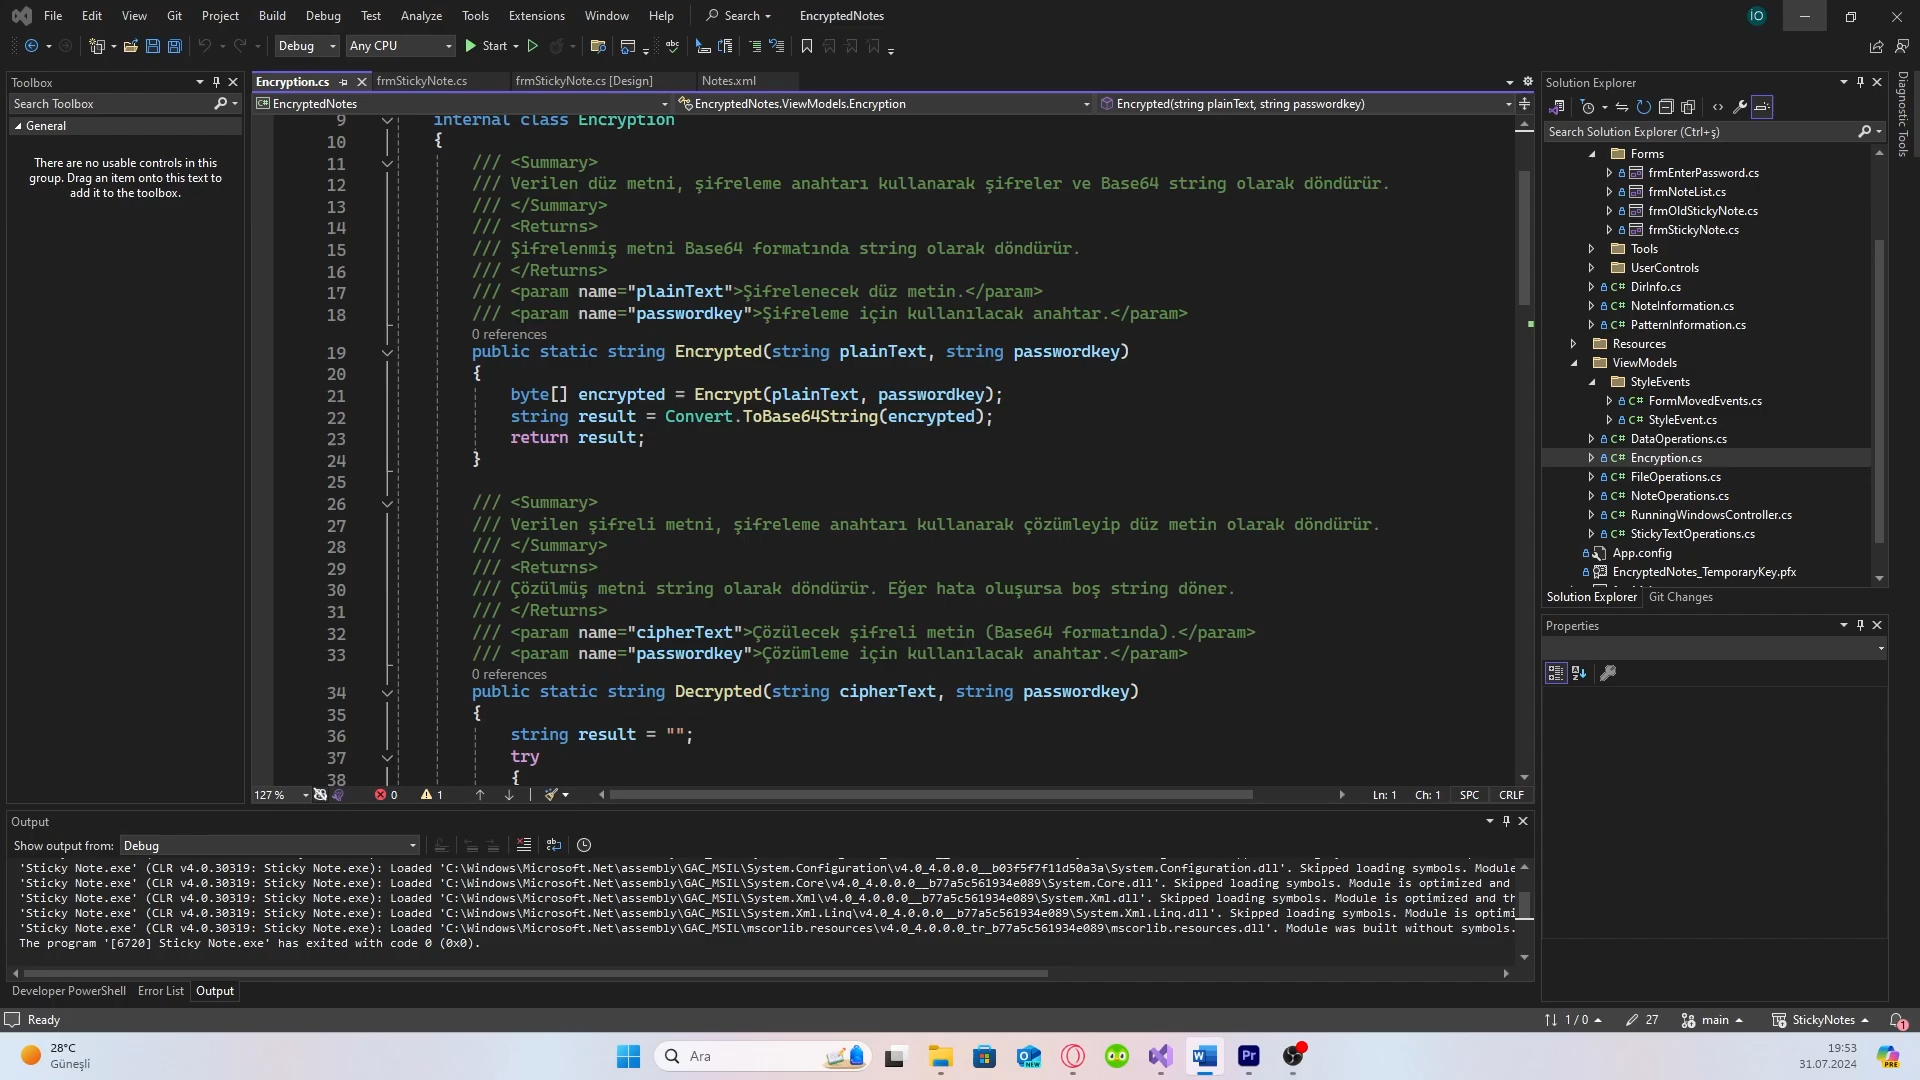 File Edit View Git Project Build Debug Test Analyze Tools Extensions Window Help Search EncryptedNotes IO
Debug Any CPU Start
Toolbox
Search Toolbox
General
There are no usable controls in this
group. Drag an item onto this text to
add it to the toolbox.
Encryption.cs frmStickyNote.cs frmStickyNote.cs [Design] Notes.xml
EncryptedNotes EncryptedNotes.ViewModels.Encryption Encrypted(string plainText, string passwordkey)
9 internal class Encryption
10 {
11 /// <Summary>
12 /// Verilen düz metni, şifreleme anahtarı kullanarak şifreler ve Base64 string olarak döndürür.
13 /// </Summary>
14 /// <Returns>
15 /// Şifrelenmiş metni Base64 formatında string olarak döndürür.
16 /// </Returns>
17 /// <param name="plainText">Şifrelenecek düz metin.</param>
18 /// <param name="passwordkey">Şifreleme için kullanılacak anahtar.</param>
0 references
19 public static string Encrypted(string plainText, string passwordkey)
20 {
21 byte[] encrypted = Encrypt(plainText, passwordkey);
22 string result = Convert.ToBase64String(encrypted);
23 return result;
24 }
25
26 /// <Summary>
27 /// Verilen şifreli metni, şifreleme anahtarı kullanarak çözümleyip düz metin olarak döndürür.
28 /// </Summary>
29 /// <Returns>
30 /// Çözülmüş metni string olarak döndürür. Eğer hata oluşursa boş string döner.
31 /// </Returns>
32 /// <param name="cipherText">Çözülecek şifreli metin (Base64 formatında).</param>
33 /// <param name="passwordkey">Çözümleme için kullanılacak anahtar.</param>
0 references
34 public static string Decrypted(string cipherText, string passwordkey)
35 {
36 string result = "";
37 try
38 {
127 % 0 1 Ln: 1 Ch: 1 SPC CRLF
Output
Show output from: Debug
'Sticky Note.exe' (CLR v4.0.30319: Sticky Note.exe): Loaded 'C:\Windows\Microsoft.Net\assembly\GAC_MSIL\System.Configuration\v4.0_4.0.0.0__b03f5f7f11d50a3a\System.Configuration.dll'. Skipped loading symbols. Module
'Sticky Note.exe' (CLR v4.0.30319: Sticky Note.exe): Loaded 'C:\Windows\Microsoft.Net\assembly\GAC_MSIL\System.Core\v4.0_4.0.0.0__b77a5c561934e089\System.Core.dll'. Skipped loading symbols. Module is optimized and
'Sticky Note.exe' (CLR v4.0.30319: Sticky Note.exe): Loaded 'C:\Windows\Microsoft.Net\assembly\GAC_MSIL\System.Xml\v4.0_4.0.0.0__b77a5c561934e089\System.Xml.dll'. Skipped loading symbols. Module is optimized and th
'Sticky Note.exe' (CLR v4.0.30319: Sticky Note.exe): Loaded 'C:\Windows\Microsoft.Net\assembly\GAC_MSIL\System.Xml.Linq\v4.0_4.0.0.0__b77a5c561934e089\System.Xml.Linq.dll'. Skipped loading symbols. Module is optimi
'Sticky Note.exe' (CLR v4.0.30319: Sticky Note.exe): Loaded 'C:\Windows\Microsoft.Net\assembly\GAC_MSIL\mscorlib.resources\v4.0_4.0.0.0_tr_b77a5c561934e089\mscorlib.resources.dll'. Module was built without symbols.
The program '[6720] Sticky Note.exe' has exited with code 0 (0x0).
Developer PowerShell Error List Output
Solution Explorer
Search Solution Explorer (Ctrl+ş)
Forms
frmEnterPassword.cs
frmNoteList.cs
frmOldStickyNote.cs
frmStickyNote.cs
Tools
UserControls
C# DirInfo.cs
C# NoteInformation.cs
C# PatternInformation.cs
Resources
ViewModels
StyleEvents
C# FormMovedEvents.cs
C# StyleEvent.cs
C# DataOperations.cs
C# Encryption.cs
C# FileOperations.cs
C# NoteOperations.cs
C# RunningWindowsController.cs
C# StickyTextOperations.cs
App.config
EncryptedNotes_TemporaryKey.pfx
Solution Explorer Git Changes
Properties
Diagnostic Tools
Ready 1 / 0 27 main StickyNotes 1
28°C
Güneşli
Ara
NEW
Pr
19:53
31.07.2024
PRE